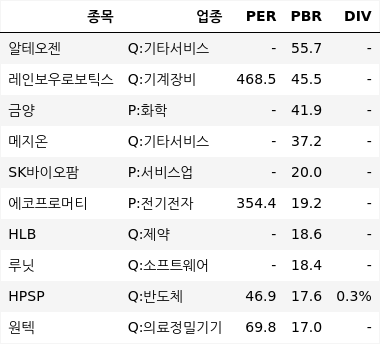 종목 업종 PER PBR DIV
알테오젠 Q:기타서비스 - 55.7 -
레인보우로보틱스 Q:기계장비 468.5 45.5 -
금양 P:화학 - 41.9 -
메지온 Q:기타서비스 - 37.2 -
SK바이오팜 P:서비스업 - 20.0 -
에코프로머티 P:전기전자 354.4 19.2 -
HLB Q:제약 - 18.6 -
루닛 Q:소프트웨어 - 18.4 -
HPSP Q:반도체 46.9 17.6 0.3%
원텍 Q:의료정밀기기 69.8 17.0 -